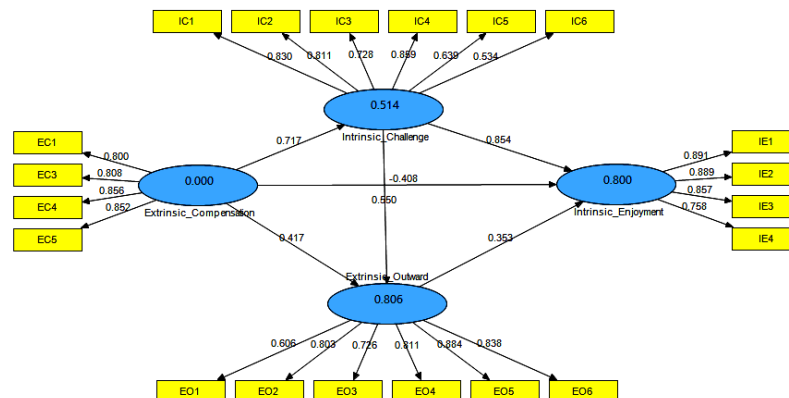 IC1 IC2 IC3 IC4 IC5 IC6
0.830 0.811 0.728 0.859 0.639 0.534
0.514
Intrinsic_Challenge
0.717
0.854
EC1
EC3
EC4
EC5
0.800
0.808
0.856
0.852
0.000
Extrinsic_Compensation
-0.408
0.550
0.800
Intrinsic_Enjoyment
0.891
0.889
0.857
0.758
IE1
IE2
IE3
IE4
0.417
0.353
Extrinsic_Outward
0.806
0.606 0.803 0.726 0.811 0.884 0.838
EO1 EO2 EO3 EO4 EO5 EO6